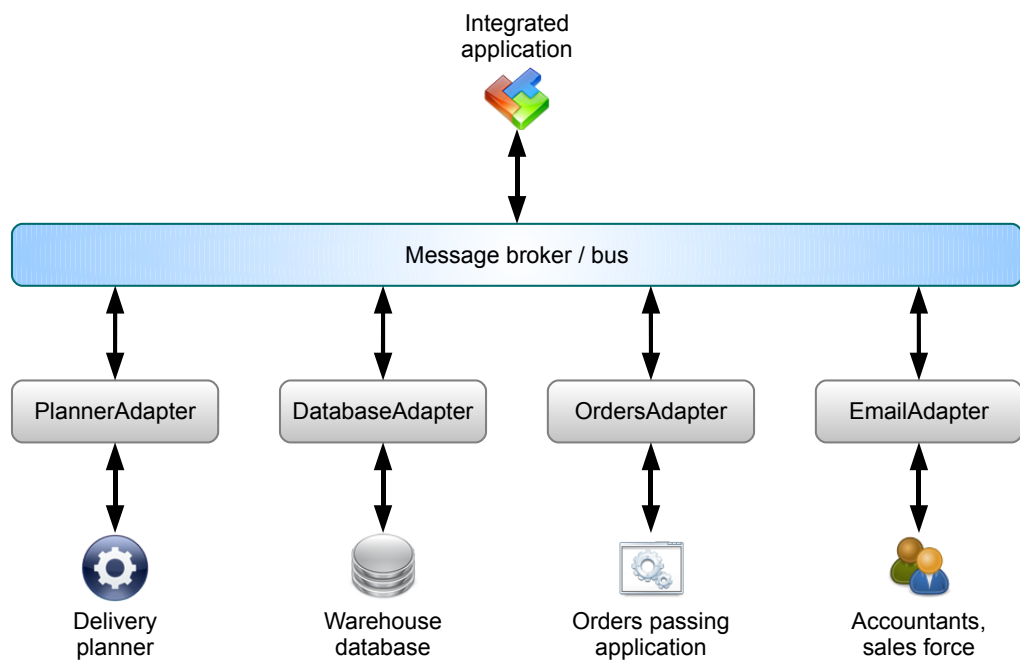 Integrated
application
Message broker / bus
PlannerAdapter
DatabaseAdapter
OrdersAdapter
EmailAdapter
Delivery
planner
Warehouse
database
Orders passing
application
Accountants,
sales force